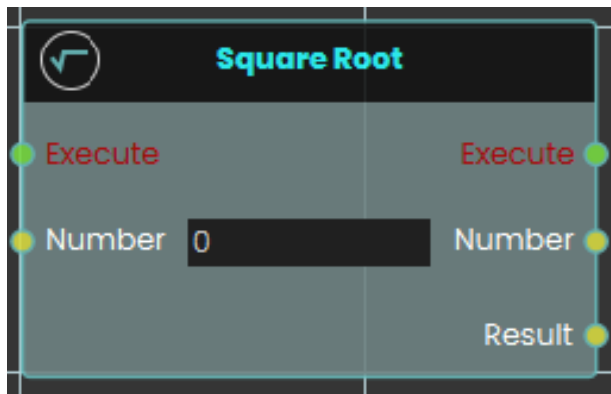 Square Root
Execute Execute
Number 0 Number
Result